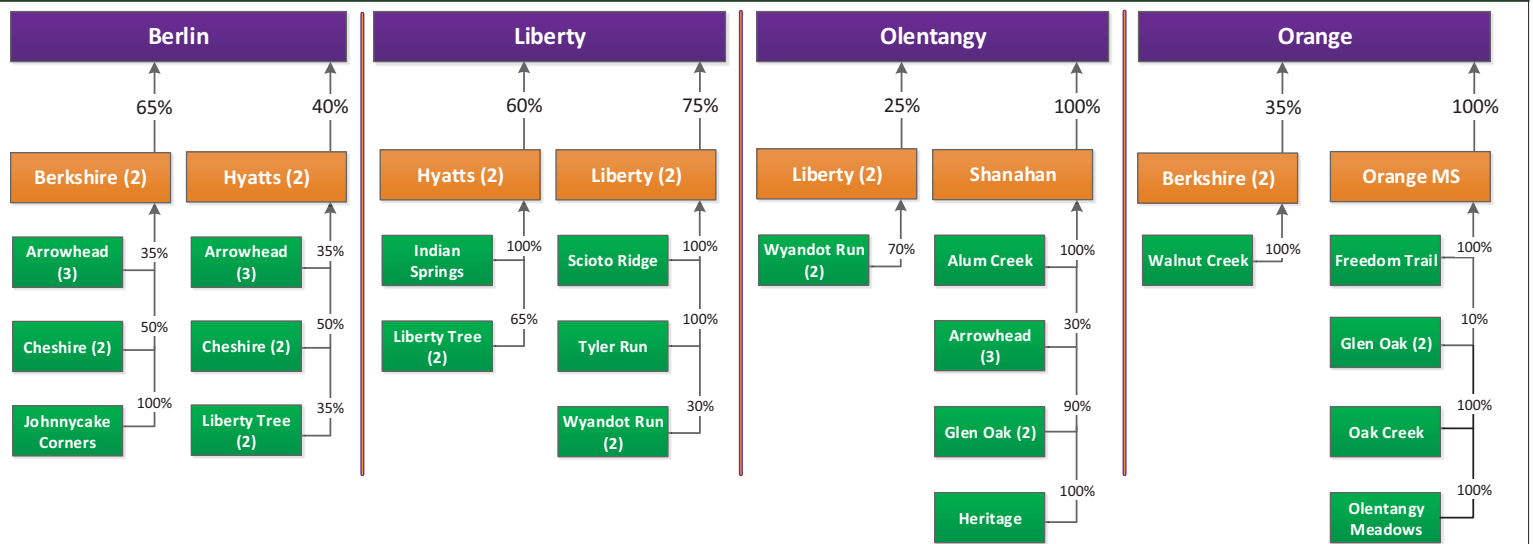 Berlin
Liberty
Olentangy
Orange
65%
40%
60%
75%
25%
100%
35%
100%
Berkshire (2)
Hyatts (2)
Hyatts (2)
Liberty (2)
Liberty (2)
Shanahan
Berkshire (2)
Orange MS
Arrowhead
(3)
35%
Cheshire (2)
50%
Johnnycake
Corners
100%
Arrowhead
(3)
35%
Cheshire (2)
50%
Liberty Tree
(2)
35%
Indian
Springs
100%
Liberty Tree
(2)
65%
Scioto Ridge
100%
Tyler Run
100%
Wyandot Run
(2)
30%
Wyandot Run
(2)
70%
Alum Creek
100%
Arrowhead
(3)
30%
Glen Oak (2)
90%
Heritage
100%
Walnut Creek
100%
Freedom Trail
100%
Glen Oak (2)
10%
Oak Creek
100%
Olentangy
Meadows
100%